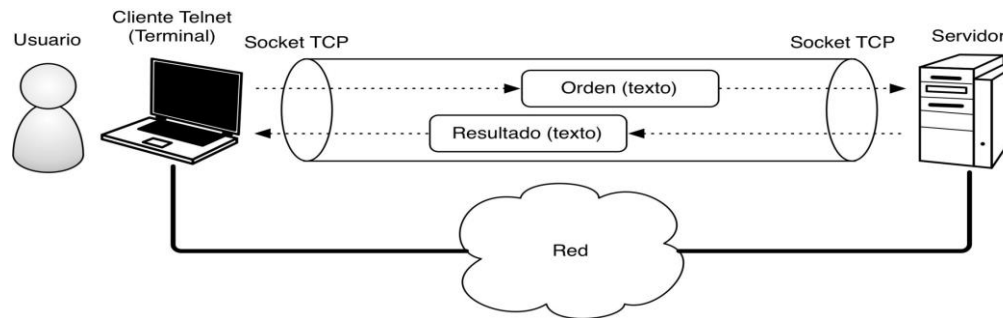 Cliente Telnet
(Terminal)
Usuario
Socket TCP
Socket TCP
Servidor
Orden (texto)
Resultado (texto)
Red